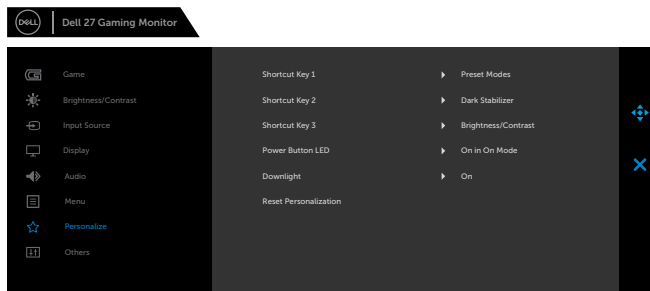 DELL
Dell 27 Gaming Monitor
Game
Brightness/Contrast
Input Source
Display
Audio
Menu
Personalize
Others
Shortcut Key 1 Preset Modes
Shortcut Key 2 Dark Stabilizer
Shortcut Key 3 Brightness/Contrast
Power Button LED On in On Mode
Downlight On
Reset Personalization